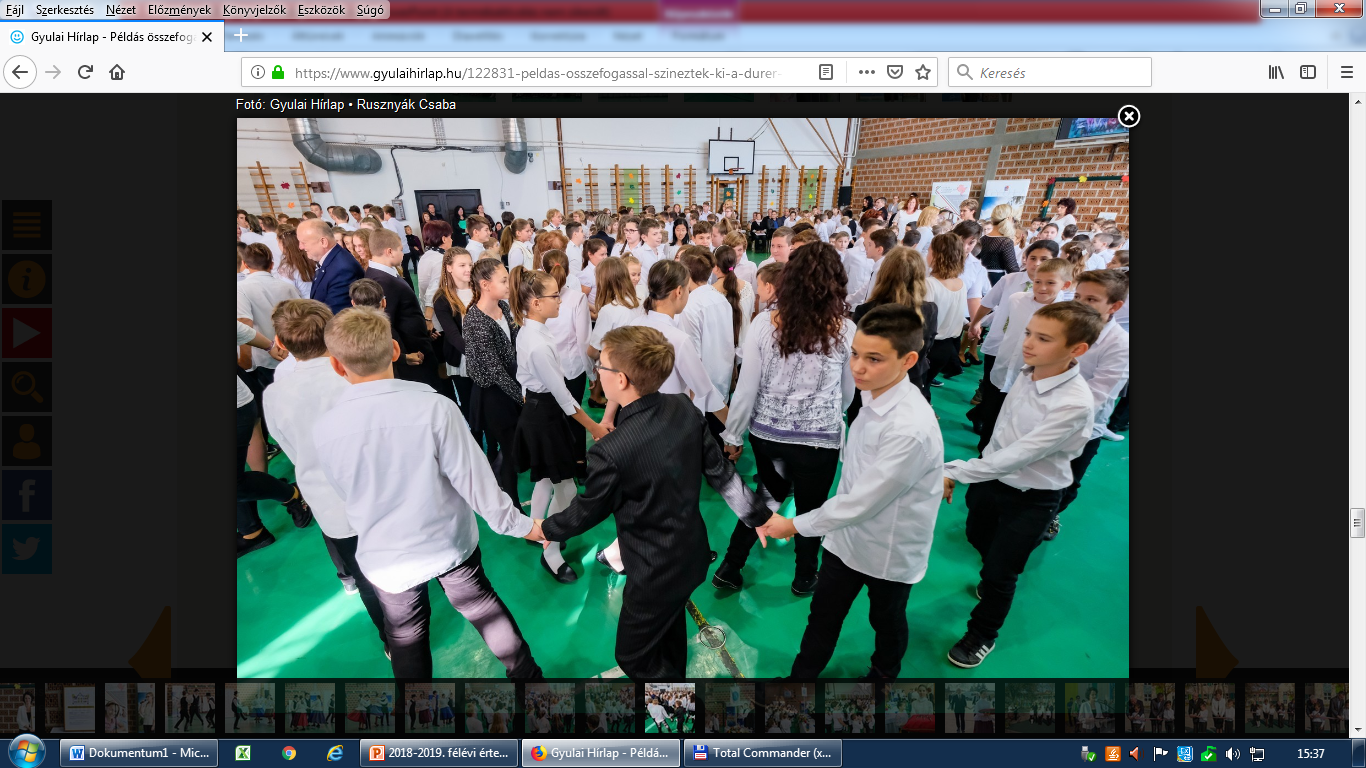 Fájl Szerkesztés Nézet Előzmények Könyvjelzők Eszközök Súgó
Gyulai Hírlap - Példás összefog
https://www.gyulaihirlap.hu/122831-peldas-osszefogassal-szineztek-ki-a-durer-
Keresés
Fotó: Gyulai Hírlap • Rusznyák Csaba
Dokumentum1 - Mic...
2018-2019. félévi érte...
Gyulai Hírlap - Példá...
Total Commander (x...
15:37